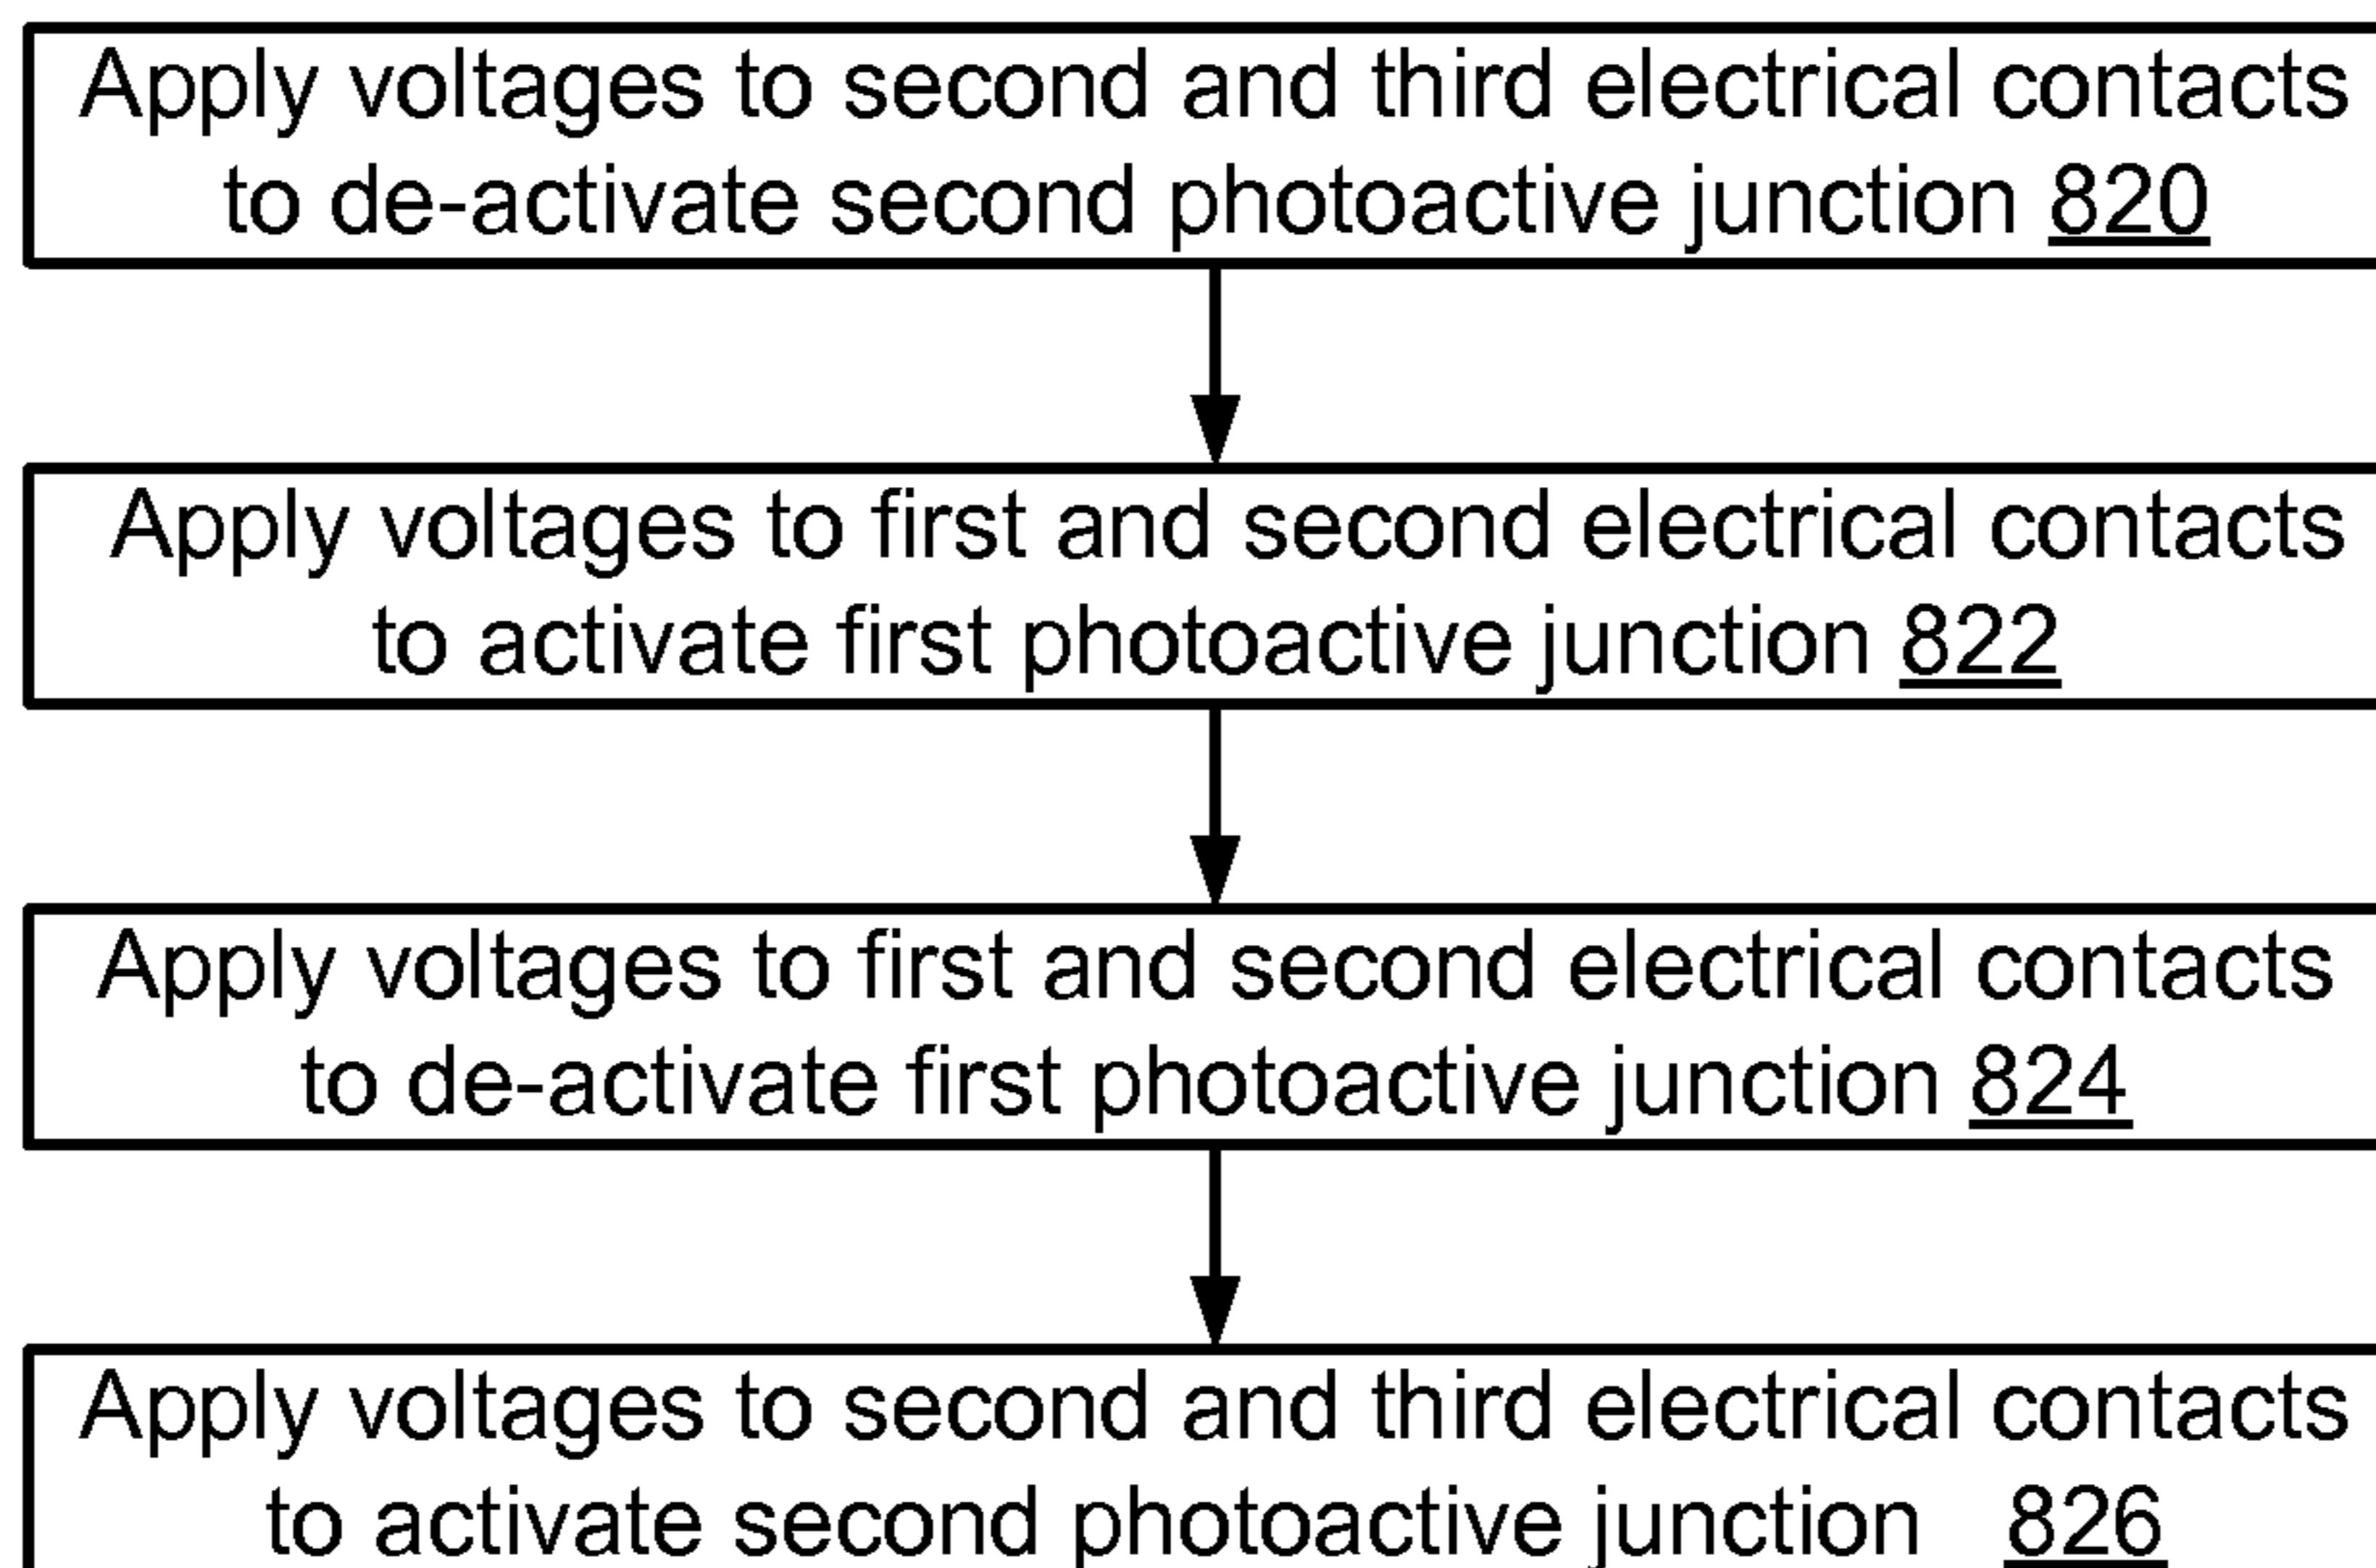 Apply voltages to second and third electrical contacts
to de-activate second photoactive junction 820
Apply voltages to first and second electrical contacts
to activate first photoactive junction 822
Apply voltages to first and second electrical contacts
to de-activate first photoactive junction 824
Apply voltages to second and third electrical contacts
to activate second photoactive junction 826